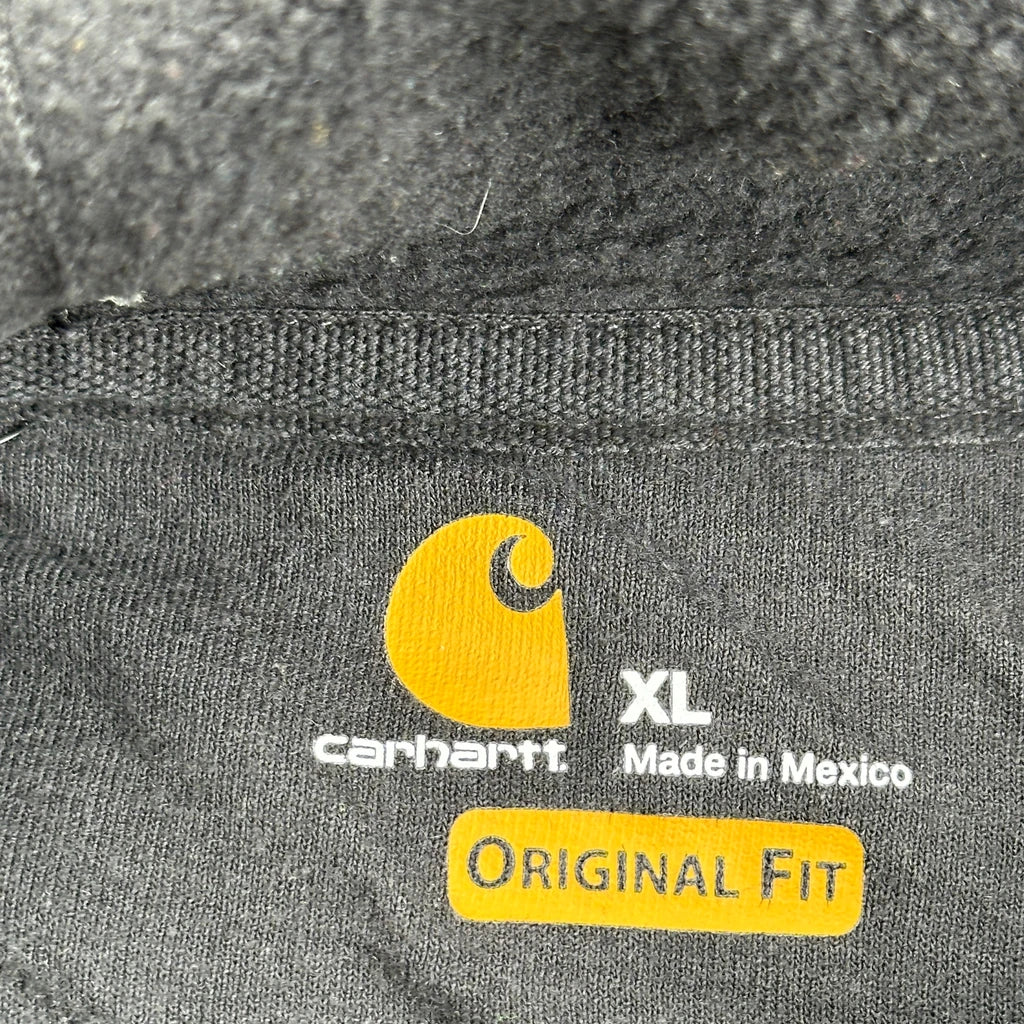 carhartt
XL
Made in Mexico
ORIGINAL FIT